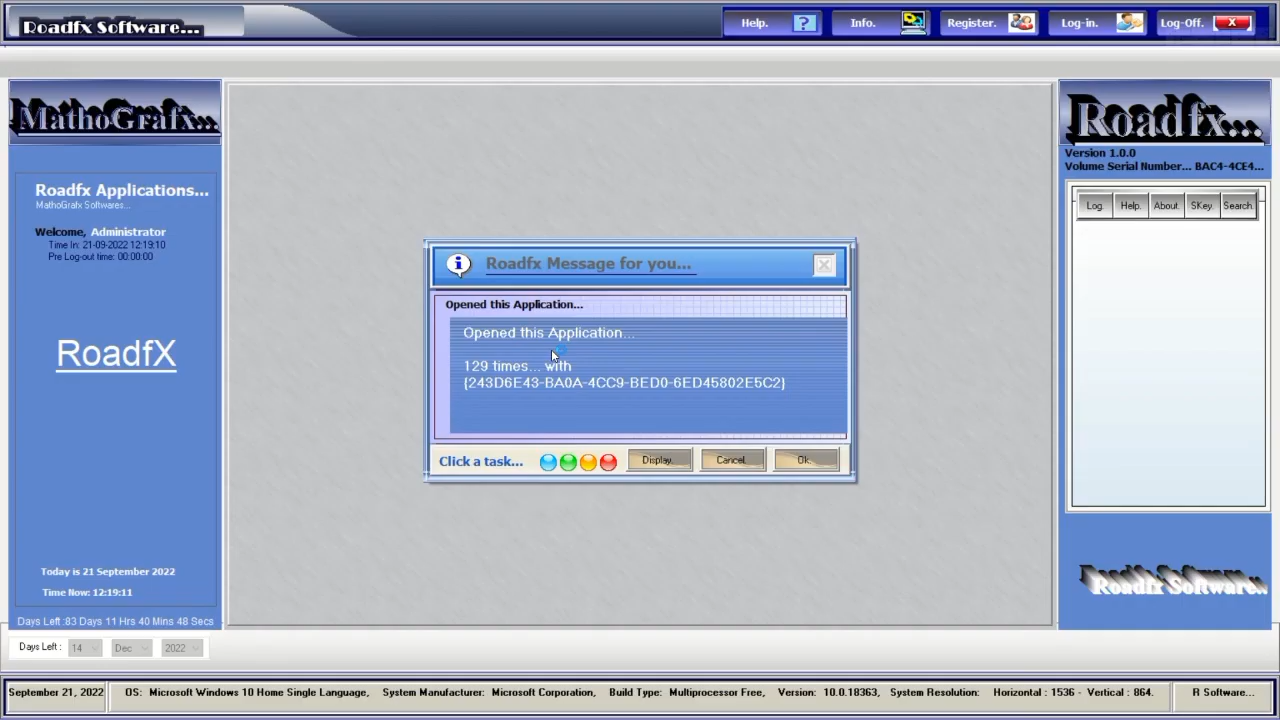 Roadfx Software...
Help.
Info.
Register.
Log-in.
Log-Off.
X
MathoGrafx...
Roadfx Applications...
MathoGrafx Softwares...
Welcome, Administrator
Time In: 21-09-2022 12:19:10
Pre Log-out time: 00:00:00
RoadfX
Today is 21 September 2022
Time Now: 12:19:11
Days Left :83 Days 11 Hrs 40 Mins 48 Secs
Days Left :
14
Dec
2022
Roadfx Message for you...
Opened this Application...
Opened this Application...
129 times... with
{243D6E43-BA0A-4CC9-BED0-6ED45802E5C2}
Click a task...
Display.
Cancel.
Ok.
Roadfx...
Version 1.0.0
Volume Serial Number... BAC4-4CE4...
Log.
Help.
About.
SKey.
Search.
Roadfx Software..
September 21, 2022
OS: Microsoft Windows 10 Home Single Language, System Manufacturer: Microsoft Corporation, Build Type: Multiprocessor Free, Version: 10.0.18363, System Resolution: Horizontal : 1536 - Vertical : 864.
R Software...